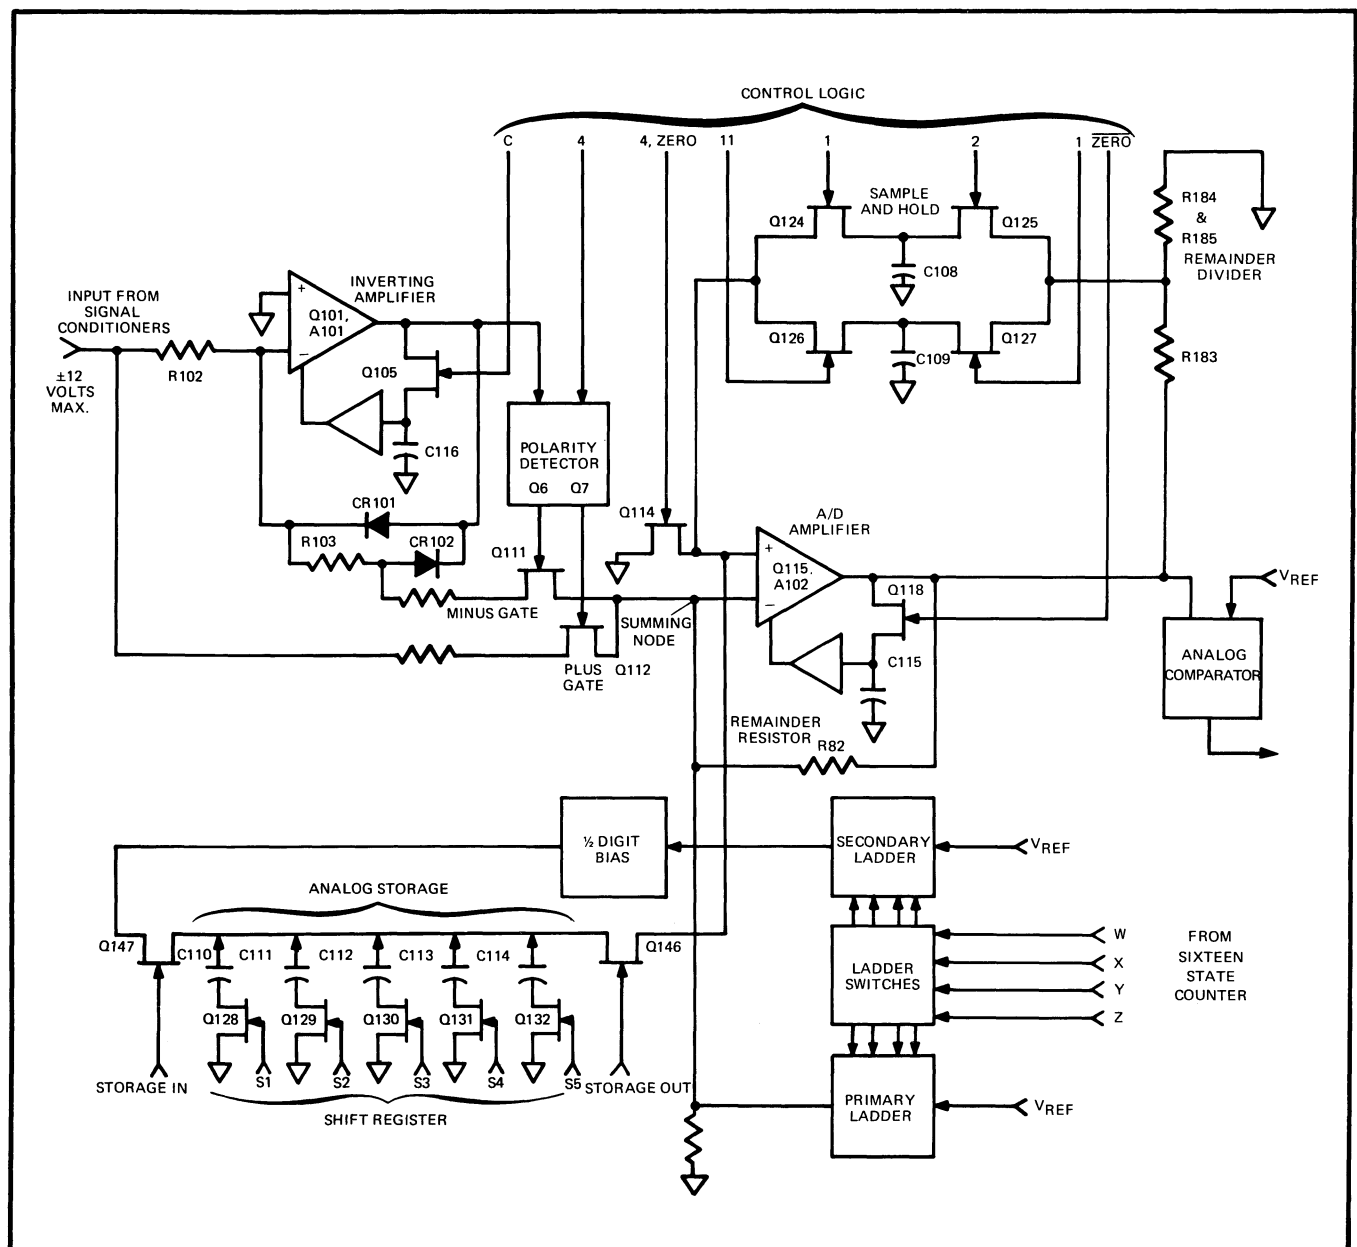 CONTROL LOGIC
C 4 4, ZERO 11 1 2 1 ZERO
SAMPLE
AND HOLD
Q124
Q125
C108
R184
&
R185
REMAINDER
DIVIDER
INPUT FROM
SIGNAL
CONDITIONERS
±12
VOLTS
MAX.
R102
INVERTING
AMPLIFIER
+
Q101,
A101
−
Q105
C116
Q126
Q127
C109
R183
POLARITY
DETECTOR
Q6 Q7
CR101
R103
CR102
Q111
MINUS GATE
PLUS
GATE
Q112
Q114
SUMMING
NODE
A/D
AMPLIFIER
+
Q115,
A102
−
Q118
C115
VREF
ANALOG
COMPARATOR
REMAINDER
RESISTOR
R82
½ DIGIT
BIAS
SECONDARY
LADDER
VREF
ANALOG STORAGE
Q147
C110
C111
C112
C113
C114
Q146
Q128
Q129
Q130
Q131
Q132
STORAGE IN
S1
S2
S3
S4
S5
STORAGE OUT
SHIFT REGISTER
LADDER
SWITCHES
W
X
Y
Z
FROM
SIXTEEN
STATE
COUNTER
PRIMARY
LADDER
VREF